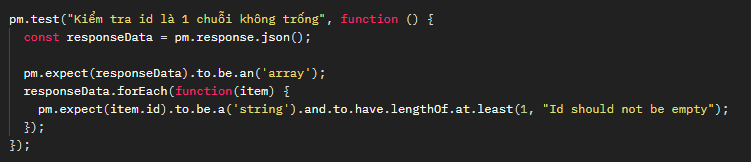 pm.test("Kiểm tra id là 1 chuỗi không trống", function () {
  const responseData = pm.response.json();

  pm.expect(responseData).to.be.an('array');
  responseData.forEach(function(item) {
    pm.expect(item.id).to.be.a('string').and.to.have.lengthOf.at.least(1, "Id should not be empty");
  });
});